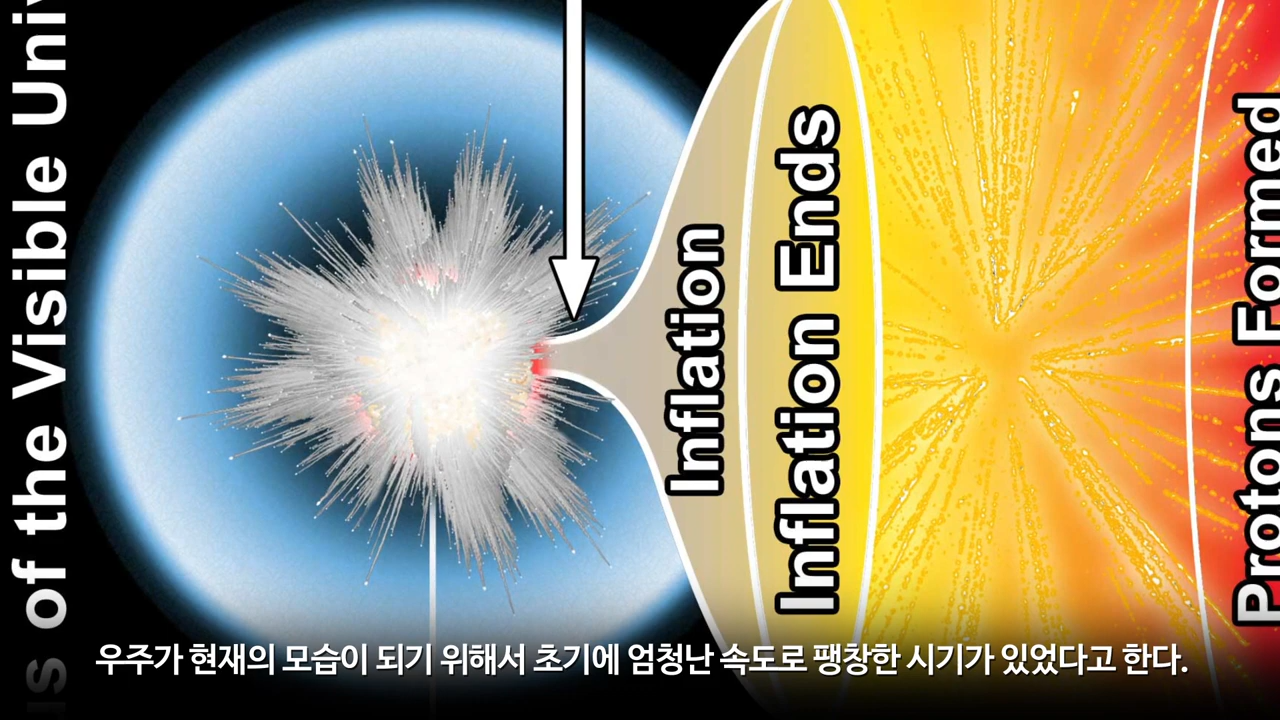 of the Visible
Inflation
Inflation Ends
Protons Formed
우주가 현재의 모습이 되기 위해서 초기에 엄청난 속도로 팽창한 시기가 있었다고 한다.